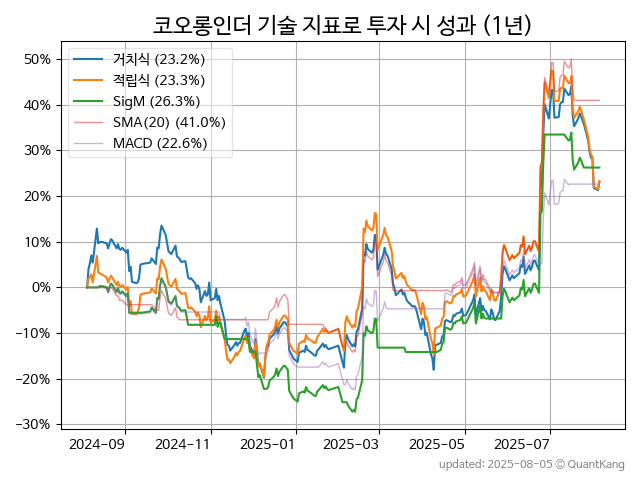 코오롱인더 기술 지표로 투자 시 성과 (1년)
거치식 (23.2%)
적립식 (23.3%)
SigM (26.3%)
SMA(20) (41.0%)
MACD (22.6%)
50%
40%
30%
20%
10%
0%
−10%
−20%
−30%
2024−09 2024−11 2025−01 2025−03 2025−05 2025−07
updated: 2025-08-05 © QuantKang